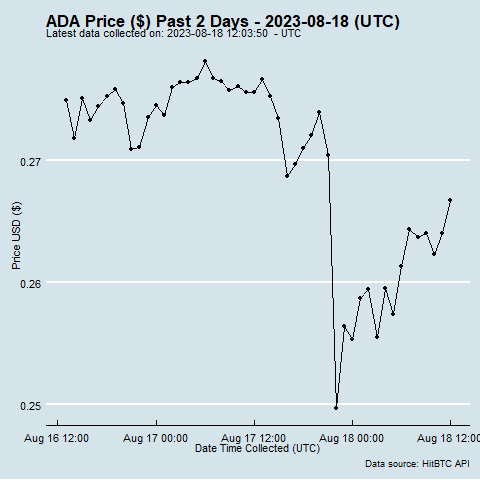 ADA Price ($) Past 2 Days - 2023-08-18 (UTC)
Latest data collected on: 2023-08-18 12:03:50 - UTC
0.27
0.26
0.25
Price USD ($)
Aug 16 12:00 Aug 17 00:00 Aug 17 12:00 Aug 18 00:00 Aug 18 12:00
Date Time Collected (UTC)
Data source: HitBTC API